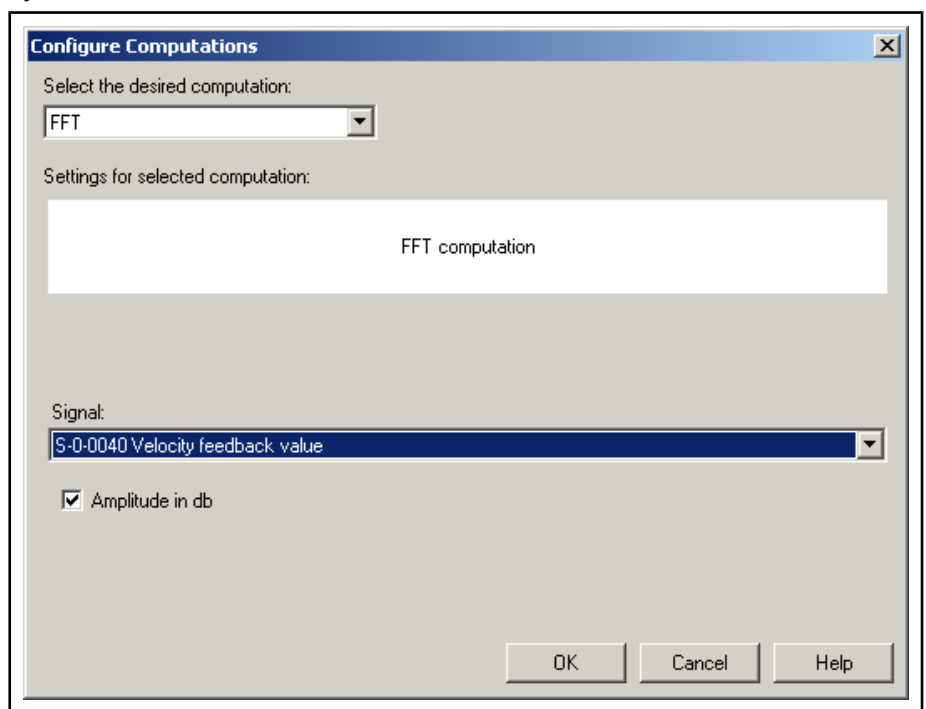 Configure Computations
Select the desired computation:
FFT
Settings for selected computation:
FFT computation
Signal:
S-0-0040 Velocity feedback value
Amplitude in db
OK Cancel Help